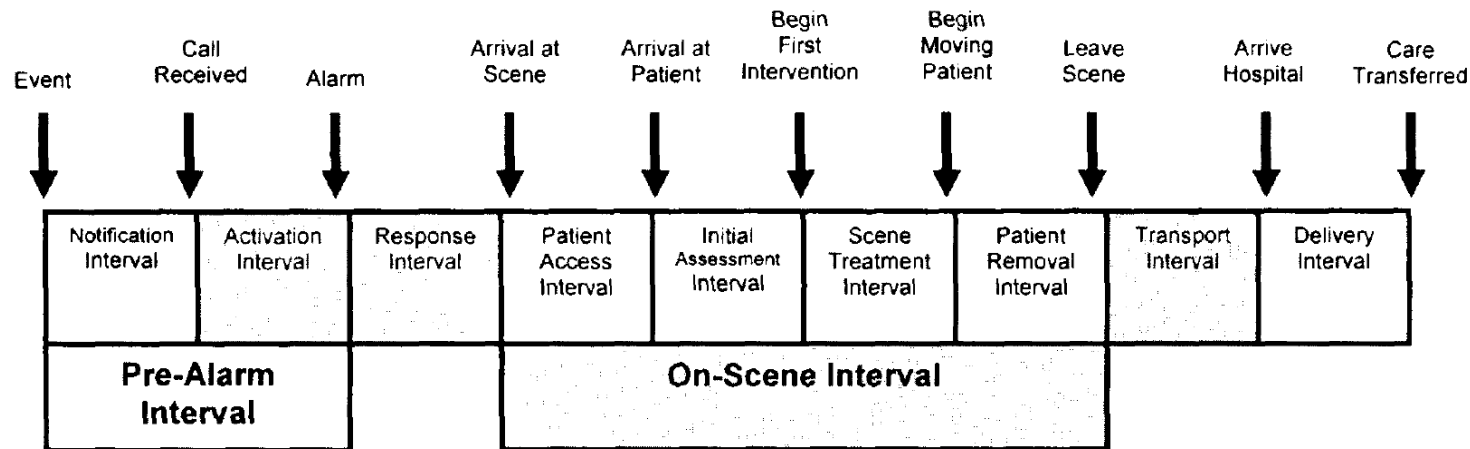 Event
Call
Received
Alarm
Arrival at
Scene
Arrival at
Patient
Begin
First
Intervention
Begin
Moving
Patient
Leave
Scene
Arrive
Hospital
Care
Transferred
Notification
Interval
Activation
Interval
Response
Interval
Patient
Access
Interval
Initial
Assessment
Interval
Scene
Treatment
Interval
Patient
Removal
Interval
Transport
Interval
Delivery
Interval
Pre-Alarm
Interval
On-Scene Interval